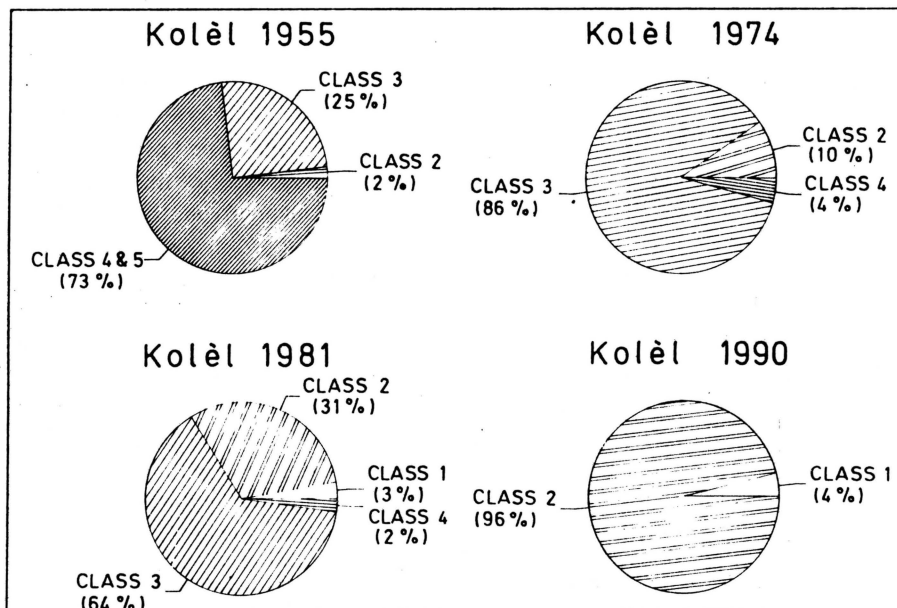 Kolèl 1955
CLASS 3
(25%)
CLASS 2
(2%)
CLASS 4&5
(73%)
Kolèl 1974
CLASS 2
(10%)
CLASS 3
(86%)
CLASS 4
(4%)
Kolèl 1981
CLASS 2
(31%)
CLASS 1
(3%)
CLASS 4
(2%)
CLASS 3
(64%)
Kolèl 1990
CLASS 1
(4%)
CLASS 2
(96%)